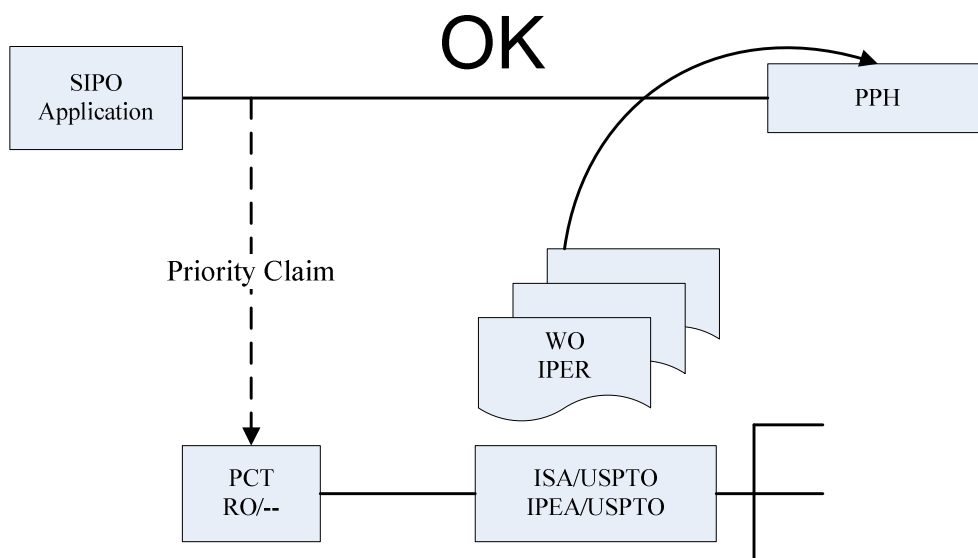 OK
SIPO
Application
PPH
Priority Claim
WO
IPER
PCT
RO/--
ISA/USPTO
IPEA/USPTO